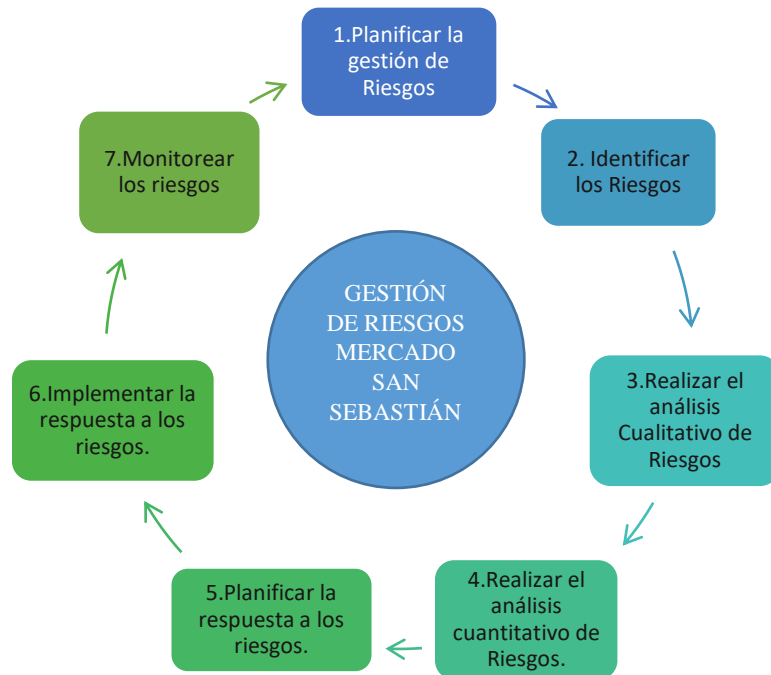 1.Planificar la
gestión de
Riesgos
2. Identificar
los Riesgos
3.Realizar el
análisis
Cualitativo de
Riesgos
4.Realizar el
análisis
cuantitativo de
Riesgos.
5.Planificar la
respuesta a los
riesgos.
6.Implementar la
respuesta a los
riesgos.
7.Monitorear
los riesgos
GESTIÓN
DE RIESGOS
MERCADO
SAN
SEBASTIÁN